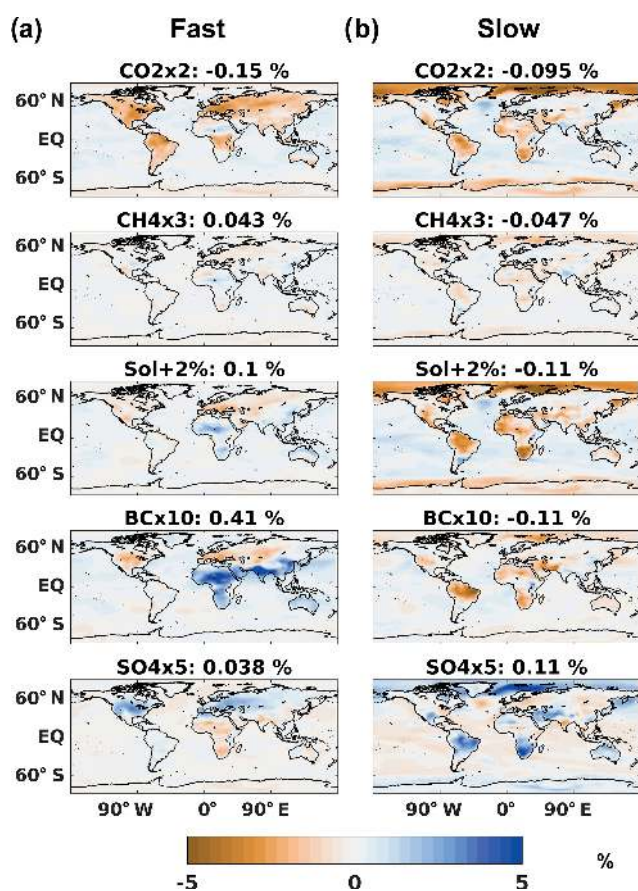 (a) Fast (b) Slow
CO2x2: -0.15 % CO2x2: -0.095 %
60° N
EQ
60° S
CH4x3: 0.043 % CH4x3: -0.047 %
60° N
EQ
60° S
Sol+2%: 0.1 % Sol+2%: -0.11 %
60° N
EQ
60° S
BCx10: 0.41 % BCx10: -0.11 %
60° N
EQ
60° S
SO4x5: 0.038 % SO4x5: 0.11 %
60° N
EQ
60° S
90° W 0° 90° E 90° W 0° 90° E
%
-5 0 5